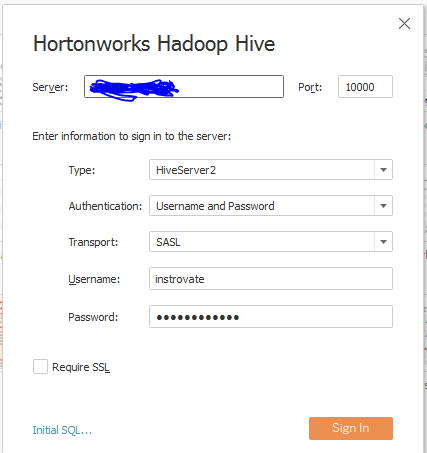 Hortonworks Hadoop Hive
Server: Port: 10000
Enter information to sign in to the server:
Type: HiveServer2
Authentication: Username and Password
Transport: SASL
Username: instrovate
Password: ●●●●●●●●●●●●
Require SSL
Initial SQL... Sign In